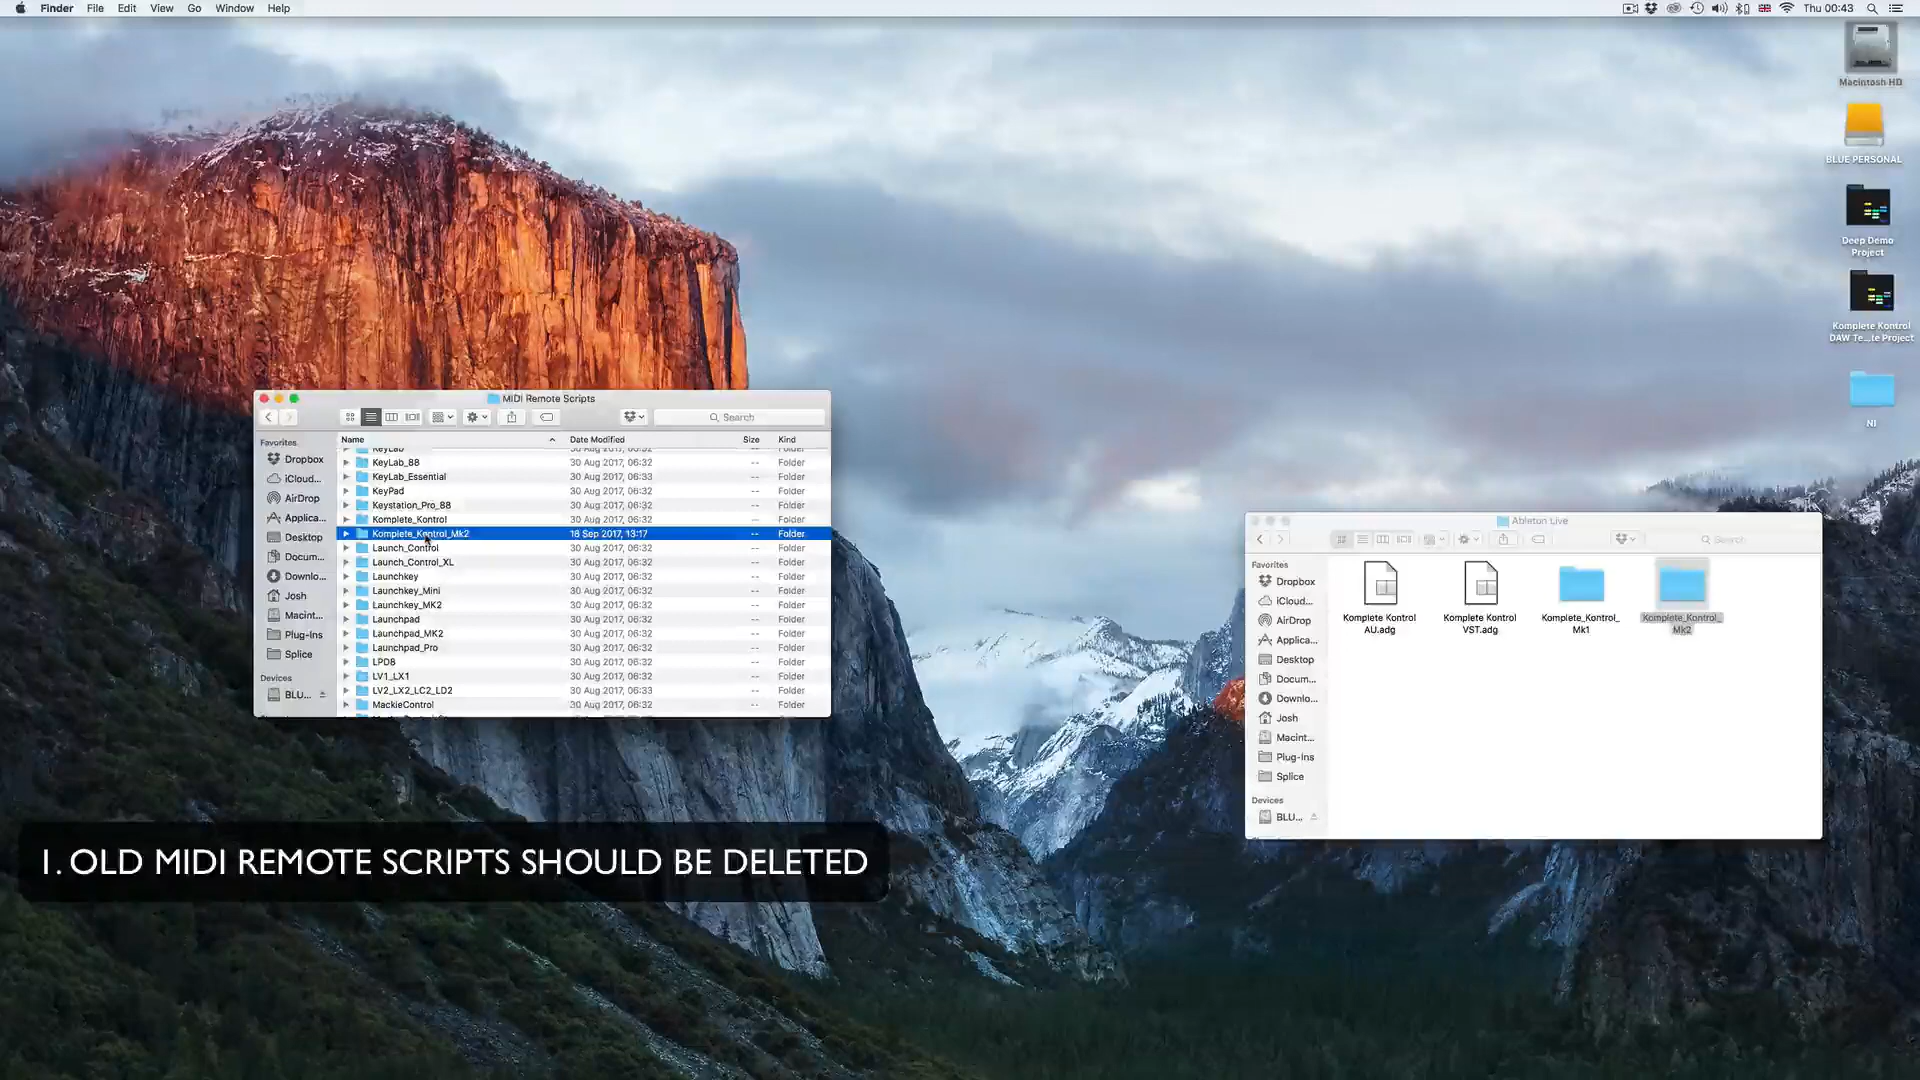 Finder File Edit View Go Window Help
Thu 00:43
Macintosh HD
BLUE PERSONAL
Deep Demo
Project
Komplete Kontrol
DAW Te...te Project
NI
MIDI Remote Scripts
Search
Name Date Modified Size Kind
Favorites
Dropbox
iCloud...
AirDrop
Applica...
Desktop
Docum...
Downlo...
Josh
Macint...
Plug-Ins
Splice
Devices
BLU...
KeyLab 30 Aug 2017, 06:32 -- Folder
KeyLab_88 30 Aug 2017, 06:32 -- Folder
KeyLab_Essential 30 Aug 2017, 06:33 -- Folder
KeyPad 30 Aug 2017, 06:32 -- Folder
Keystation_Pro_88 30 Aug 2017, 06:32 -- Folder
Komplete_Kontrol 30 Aug 2017, 06:32 -- Folder
Komplete_Kontrol_Mk2 18 Sep 2017, 13:17 -- Folder
Launch_Control 30 Aug 2017, 06:32 -- Folder
Launch_Control_XL 30 Aug 2017, 06:32 -- Folder
Launchkey 30 Aug 2017, 06:32 -- Folder
Launchkey_Mini 30 Aug 2017, 06:32 -- Folder
Launchkey_MK2 30 Aug 2017, 06:32 -- Folder
Launchpad 30 Aug 2017, 06:32 -- Folder
Launchpad_MK2 30 Aug 2017, 06:32 -- Folder
Launchpad_Pro 30 Aug 2017, 06:32 -- Folder
LPD8 30 Aug 2017, 06:32 -- Folder
LV1_LX1 30 Aug 2017, 06:32 -- Folder
LV2_LX2_LC2_LD2 30 Aug 2017, 06:33 -- Folder
MackieControl 30 Aug 2017, 06:32 -- Folder
Ableton Live
Search
Favorites
Dropbox
iCloud...
AirDrop
Applica...
Desktop
Docum...
Downlo...
Josh
Macint...
Plug-Ins
Splice
Devices
BLU...
Komplete Kontrol
AU.adg
Komplete Kontrol
VST.adg
Komplete_Kontrol_
Mk1
Komplete_Kontrol_
Mk2
1. OLD MIDI REMOTE SCRIPTS SHOULD BE DELETED